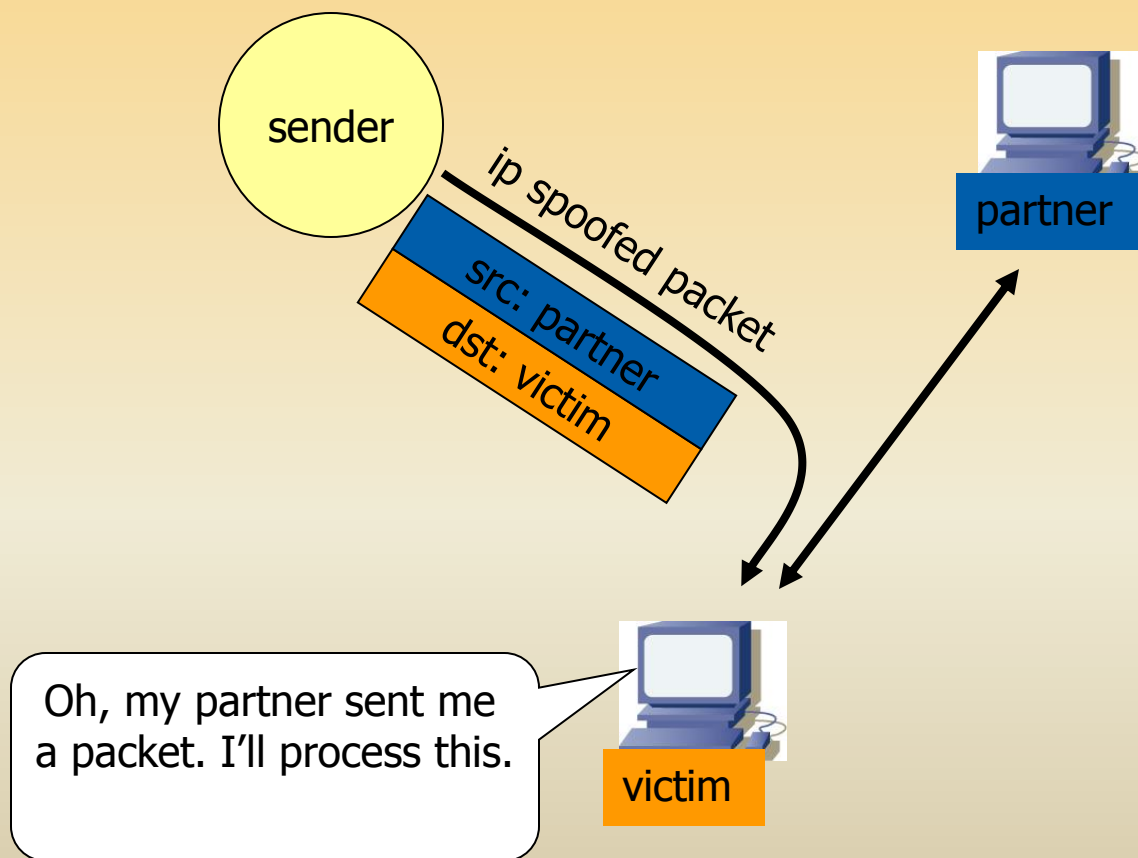 sender
ip spoofed packet
src: partner
dst: victim
partner
Oh, my partner sent me
a packet. I’ll process this.
victim